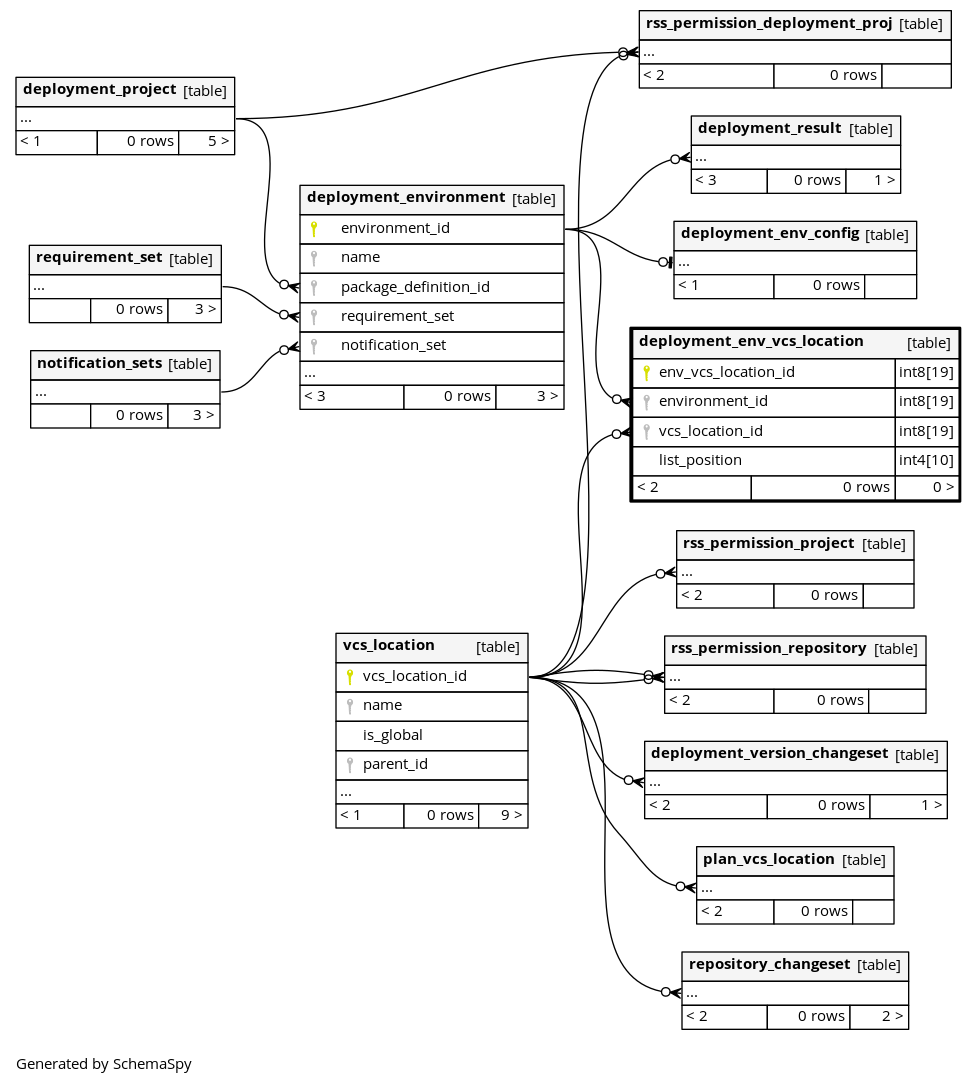 rss_permission_deployment_proj [table]
...
< 2 0 rows
deployment_project [table]
...
< 1 0 rows 5 >
deployment_result [table]
...
< 3 0 rows 1 >
deployment_environment [table]
environment_id
name
package_definition_id
requirement_set
notification_set
...
< 3 0 rows 3 >
deployment_env_config [table]
...
< 1 0 rows
requirement_set [table]
...
0 rows 3 >
notification_sets [table]
...
0 rows 3 >
deployment_env_vcs_location [table]
env_vcs_location_id int8[19]
environment_id int8[19]
vcs_location_id int8[19]
list_position int4[10]
< 2 0 rows 0 >
rss_permission_project [table]
...
< 2 0 rows
vcs_location [table]
vcs_location_id
name
is_global
parent_id
...
< 1 0 rows 9 >
rss_permission_repository [table]
...
< 2 0 rows
deployment_version_changeset [table]
...
< 2 0 rows 1 >
plan_vcs_location [table]
...
< 2 0 rows
repository_changeset [table]
...
< 2 0 rows 2 >
Generated by SchemaSpy